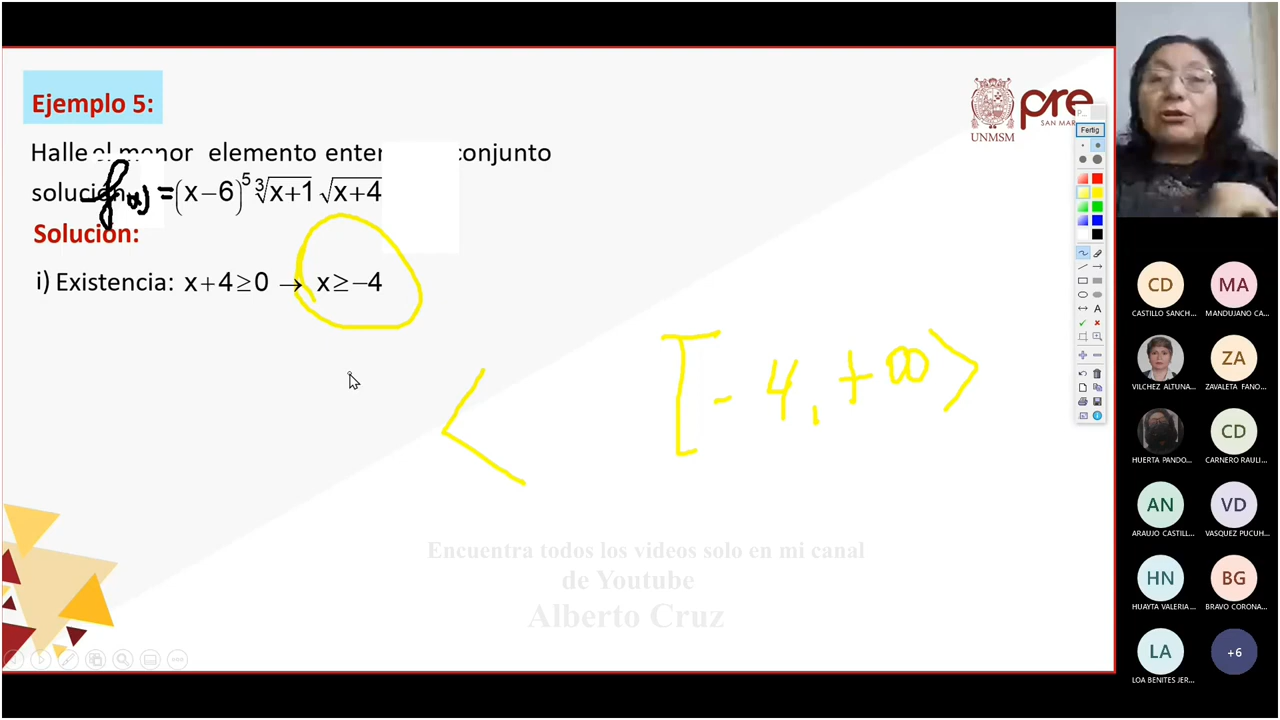 Ejemplo 5:
Halle el menor elemento enter conjunto
solución f(x) = (x−6)^5 ∛x+1 √x+4
Solución:
i) Existencia: x+4≥0 → x≥−4
< [-4, +∞>
Encuentra todos los videos solo en mi canal
de Youtube
Alberto Cruz
UNMSM
pre
SAN MAR
P...
Fertig
A
CD
CASTILLO SANCH...
MA
MANDUJANO CA...
VILCHEZ ALTUNA...
ZA
ZAVALETA FANO...
HUERTA PANDO...
CD
CARNERO RAULI...
AN
ARAUJO CASTILL...
VD
VASQUEZ PUCUH...
HN
HUAYTA VALERIA...
BG
BRAVO CORONA...
LA
LOA BENITES JER...
+6